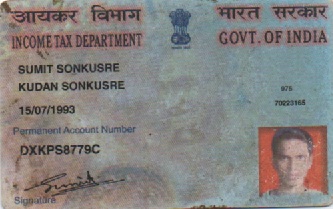 आयकर विभाग भारत सरकार
INCOME TAX DEPARTMENT GOVT. OF INDIA
SUMIT SONKUSRE
KUDAN SONKUSRE
15/07/1993
Permanent Account Number
DXKPS8779C
Signature